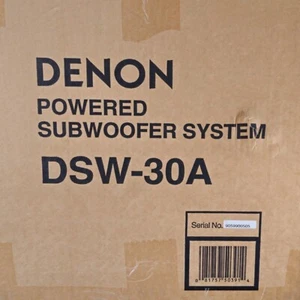 DENON
POWERED
SUBWOOFER SYSTEM
DSW-30A
Serial No.